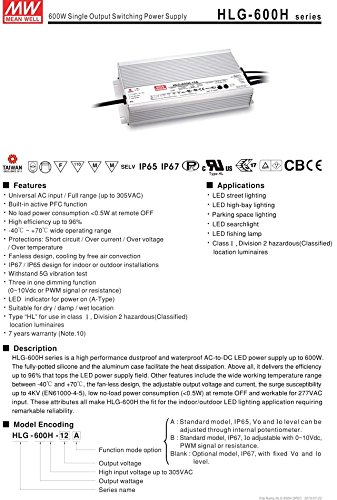 MW
MEAN WELL
600W Single Output Switching Power Supply
HLG-600H series
SELV IP65 IP67
Features
· Universal AC input / Full range (up to 305VAC)
· Built-in active PFC function
· No load power consumption <0.5W at remote OFF
· High efficiency up to 96%
· -40℃ ~ +70℃ wide operating range
· Protections: Short circuit / Over current / Over voltage
/ Over temperature
· Fanless design, cooling by free air convection
· IP67 / IP65 design for indoor or outdoor installations
· Withstand 5G vibration test
· Three in one dimming function
(0~10Vdc or PWM signal or resistance)
· LED indicator for power on (A-Type)
· Suitable for dry / damp / wet location
· Type "HL" for use in class Ⅰ, Division 2 hazardous(Classified)
location luminaires
· 7 years warranty (Note.10)
Applications
· LED street lighting
· LED high-bay lighting
· Parking space lighting
· LED searchlight
· LED fishing lamp
· Class Ⅰ, Division 2 hazardous(Classified)
location luminaires
Description
HLG-600H series is a high performance dustproof and waterproof AC-to-DC LED power supply up to 600W.
The fully-potted silicone and the aluminum case facilitate the heat dissipation. Above all, it delivers the efficiency
up to 96% that tops the LED power supply field. Other features include the wide working temperature range
between -40℃ and +70℃, the fan-less design, the adjustable output voltage and current, the surge susceptibility
up to 4KV (EN61000-4-5), low no-load power consumption (<0.5W) at remote OFF and workable for 277VAC
input. These attributes all make HLG-600H the fit for the indoor/outdoor LED lighting application requiring
remarkable reliability.
Model Encoding
HLG - 600 H - 12 A
A : Standard model, IP65, Vo and Io level can be
adjusted through internal potentiometer.
B : Standard model, IP67, Io adjustable with 0~10Vdc,
PWM signal or resistance.
Blank : Optional model, IP67, with fixed Vo and Io
level.
Function mode option
Output voltage
High input voltage up to 305VAC
Output wattage
Series name